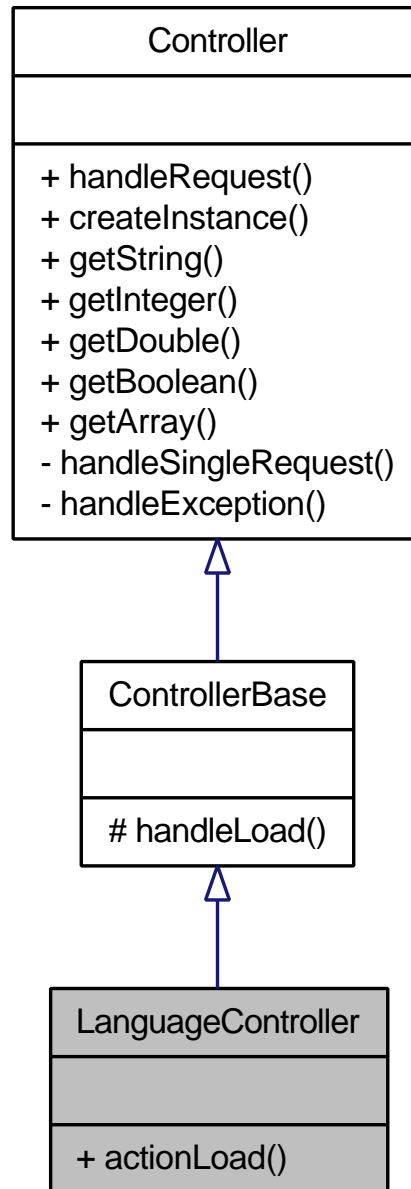 Controller
+ handleRequest()
+ createInstance()
+ getString()
+ getInteger()
+ getDouble()
+ getBoolean()
+ getArray()
- handleSingleRequest()
- handleException()
ControllerBase
# handleLoad()
LanguageController
+ actionLoad()